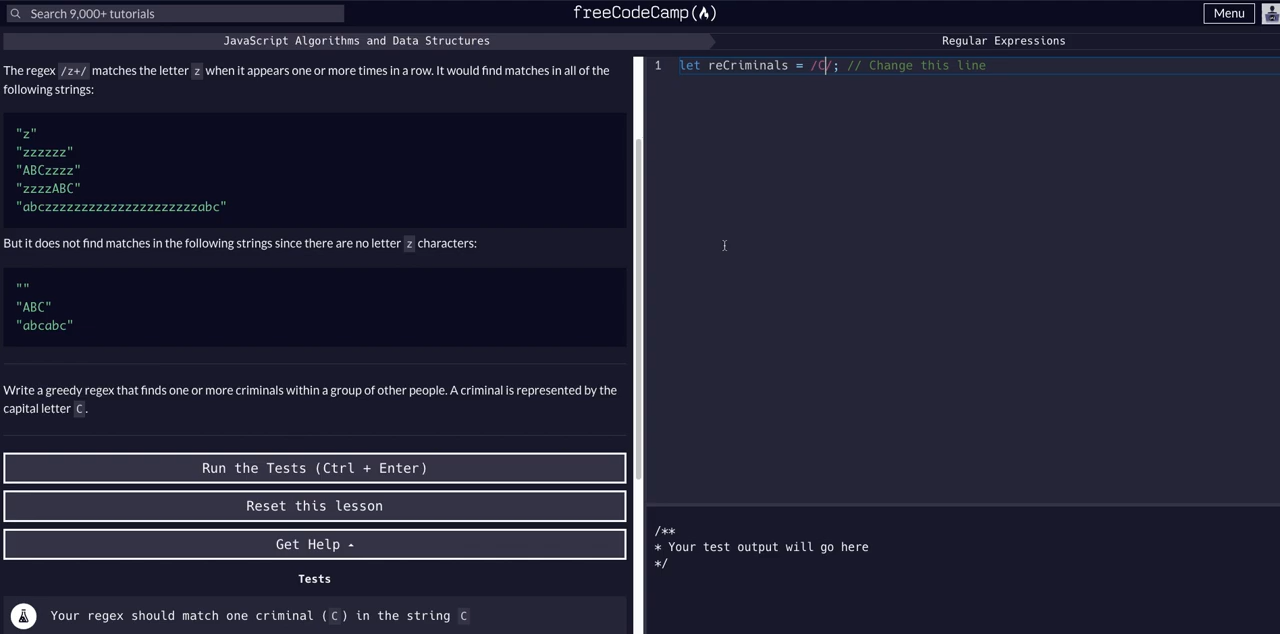 Search 9,000+ tutorials
freeCodeCamp
Menu
JavaScript Algorithms and Data Structures
Regular Expressions
The regex /z+/ matches the letter z when it appears one or more times in a row. It would find matches in all of the
following strings:
"z"
"zzzzzz"
"ABCzzzz"
"zzzzABC"
"abczzzzzzzzzzzzzzzzzzzzzabc"
But it does not find matches in the following strings since there are no letter z characters:
""
"ABC"
"abcabc"
Write a greedy regex that finds one or more criminals within a group of other people. A criminal is represented by the
capital letter C.
Run the Tests (Ctrl + Enter)
Reset this lesson
Get Help
Tests
Your regex should match one criminal (C) in the string C
1 let reCriminals = /C/; // Change this line
/**
* Your test output will go here
*/